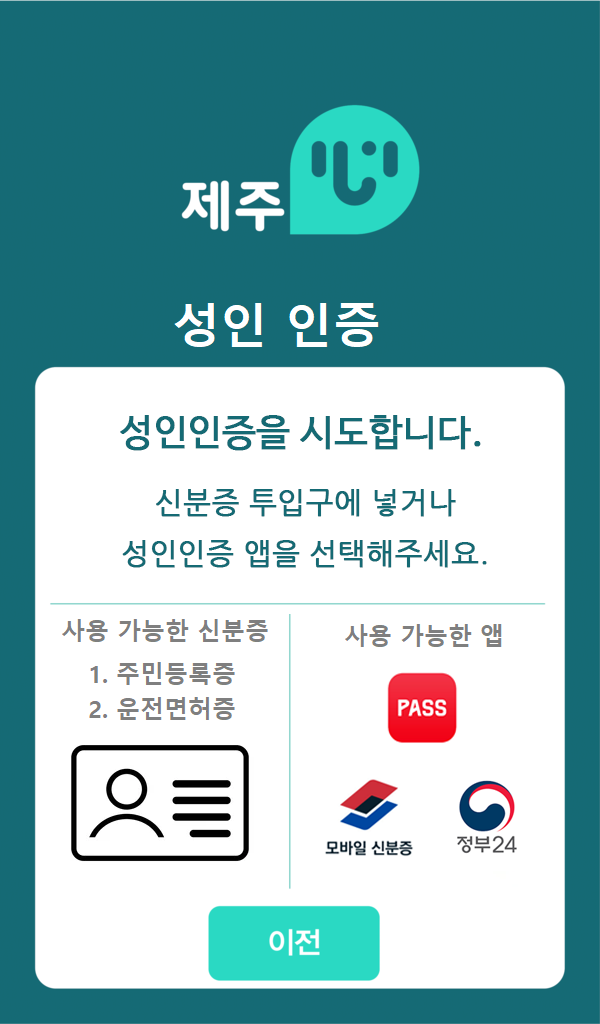 제주
성인 인증
성인인증을 시도합니다.
신분증 투입구에 넣거나
성인인증 앱을 선택해주세요.
사용 가능한 신분증
1. 주민등록증
2. 운전면허증
사용 가능한 앱
PASS
모바일 신분증
정부24
이전